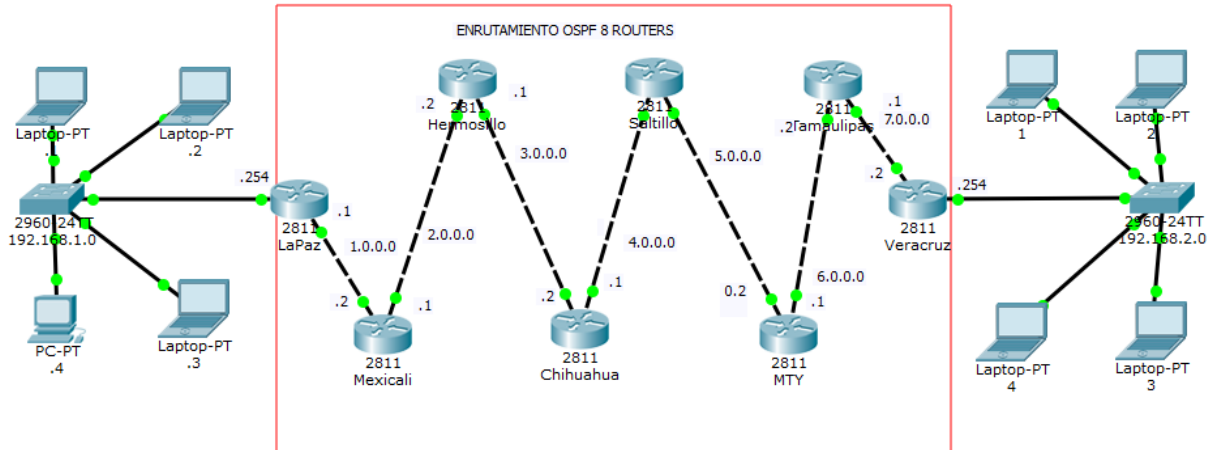 ENRUTAMIENTO OSPF 8 ROUTERS
Laptop-PT
Laptop-PT
.2
2960-24TT
192.168.1.0
PC-PT
.4
Laptop-PT
.3
.254
2811
LaPaz
.1
1.0.0.0
.2
2811
Mexicali
.1
2.0.0.0
.2
2811
Hermosillo
.1
3.0.0.0
.2
2811
Chihuahua
.1
4.0.0.0
2811
Saltillo
5.0.0.0
0.2
2811
MTY
.1
6.0.0.0
.2
2811
Tamaulipas
.1
7.0.0.0
.2
2811
Veracruz
.254
2960-24TT
192.168.2.0
Laptop-PT
1
Laptop-PT
2
Laptop-PT
4
Laptop-PT
3